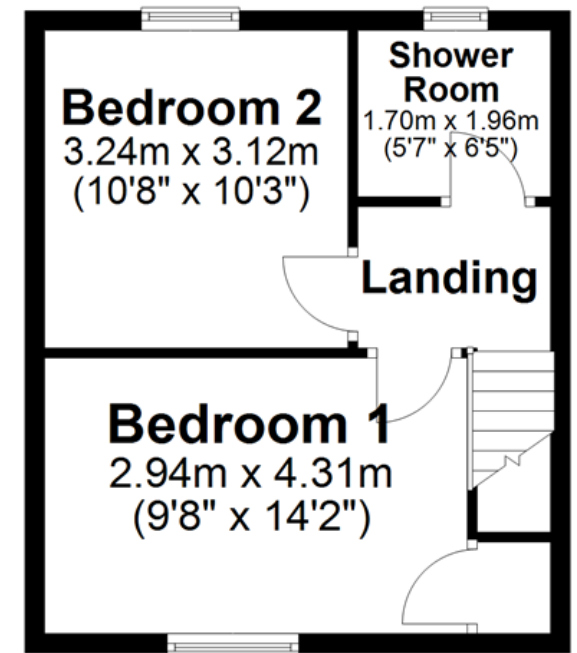 Bedroom 2
3.24m x 3.12m
(10'8" x 10'3")
Shower
Room
1.70m x 1.96m
(5'7" x 6'5")
Landing
Bedroom 1
2.94m x 4.31m
(9'8" x 14'2")